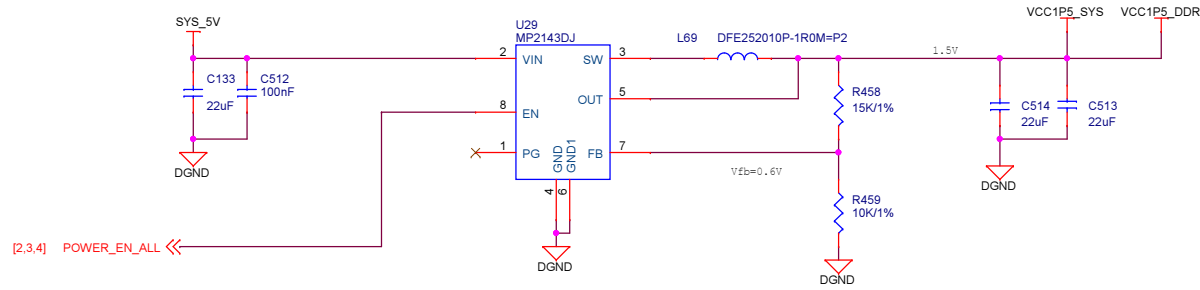 VCC1P5_SYS VCC1P5_DDR
SYS_5V
U29
MP2143DJ
L69 DFE252010P-1R0M=P2
1.5V
2 VIN SW 3
C133 C512
100nF
22uF
OUT 5
R458
15K/1%
C514 C513
22uF 22uF
8 EN
1 PG FB 7
GND
GND1
4 6
DGND
Vfb=0.6V
DGND
R459
10K/1%
[2,3,4] POWER_EN_ALL
DGND
DGND